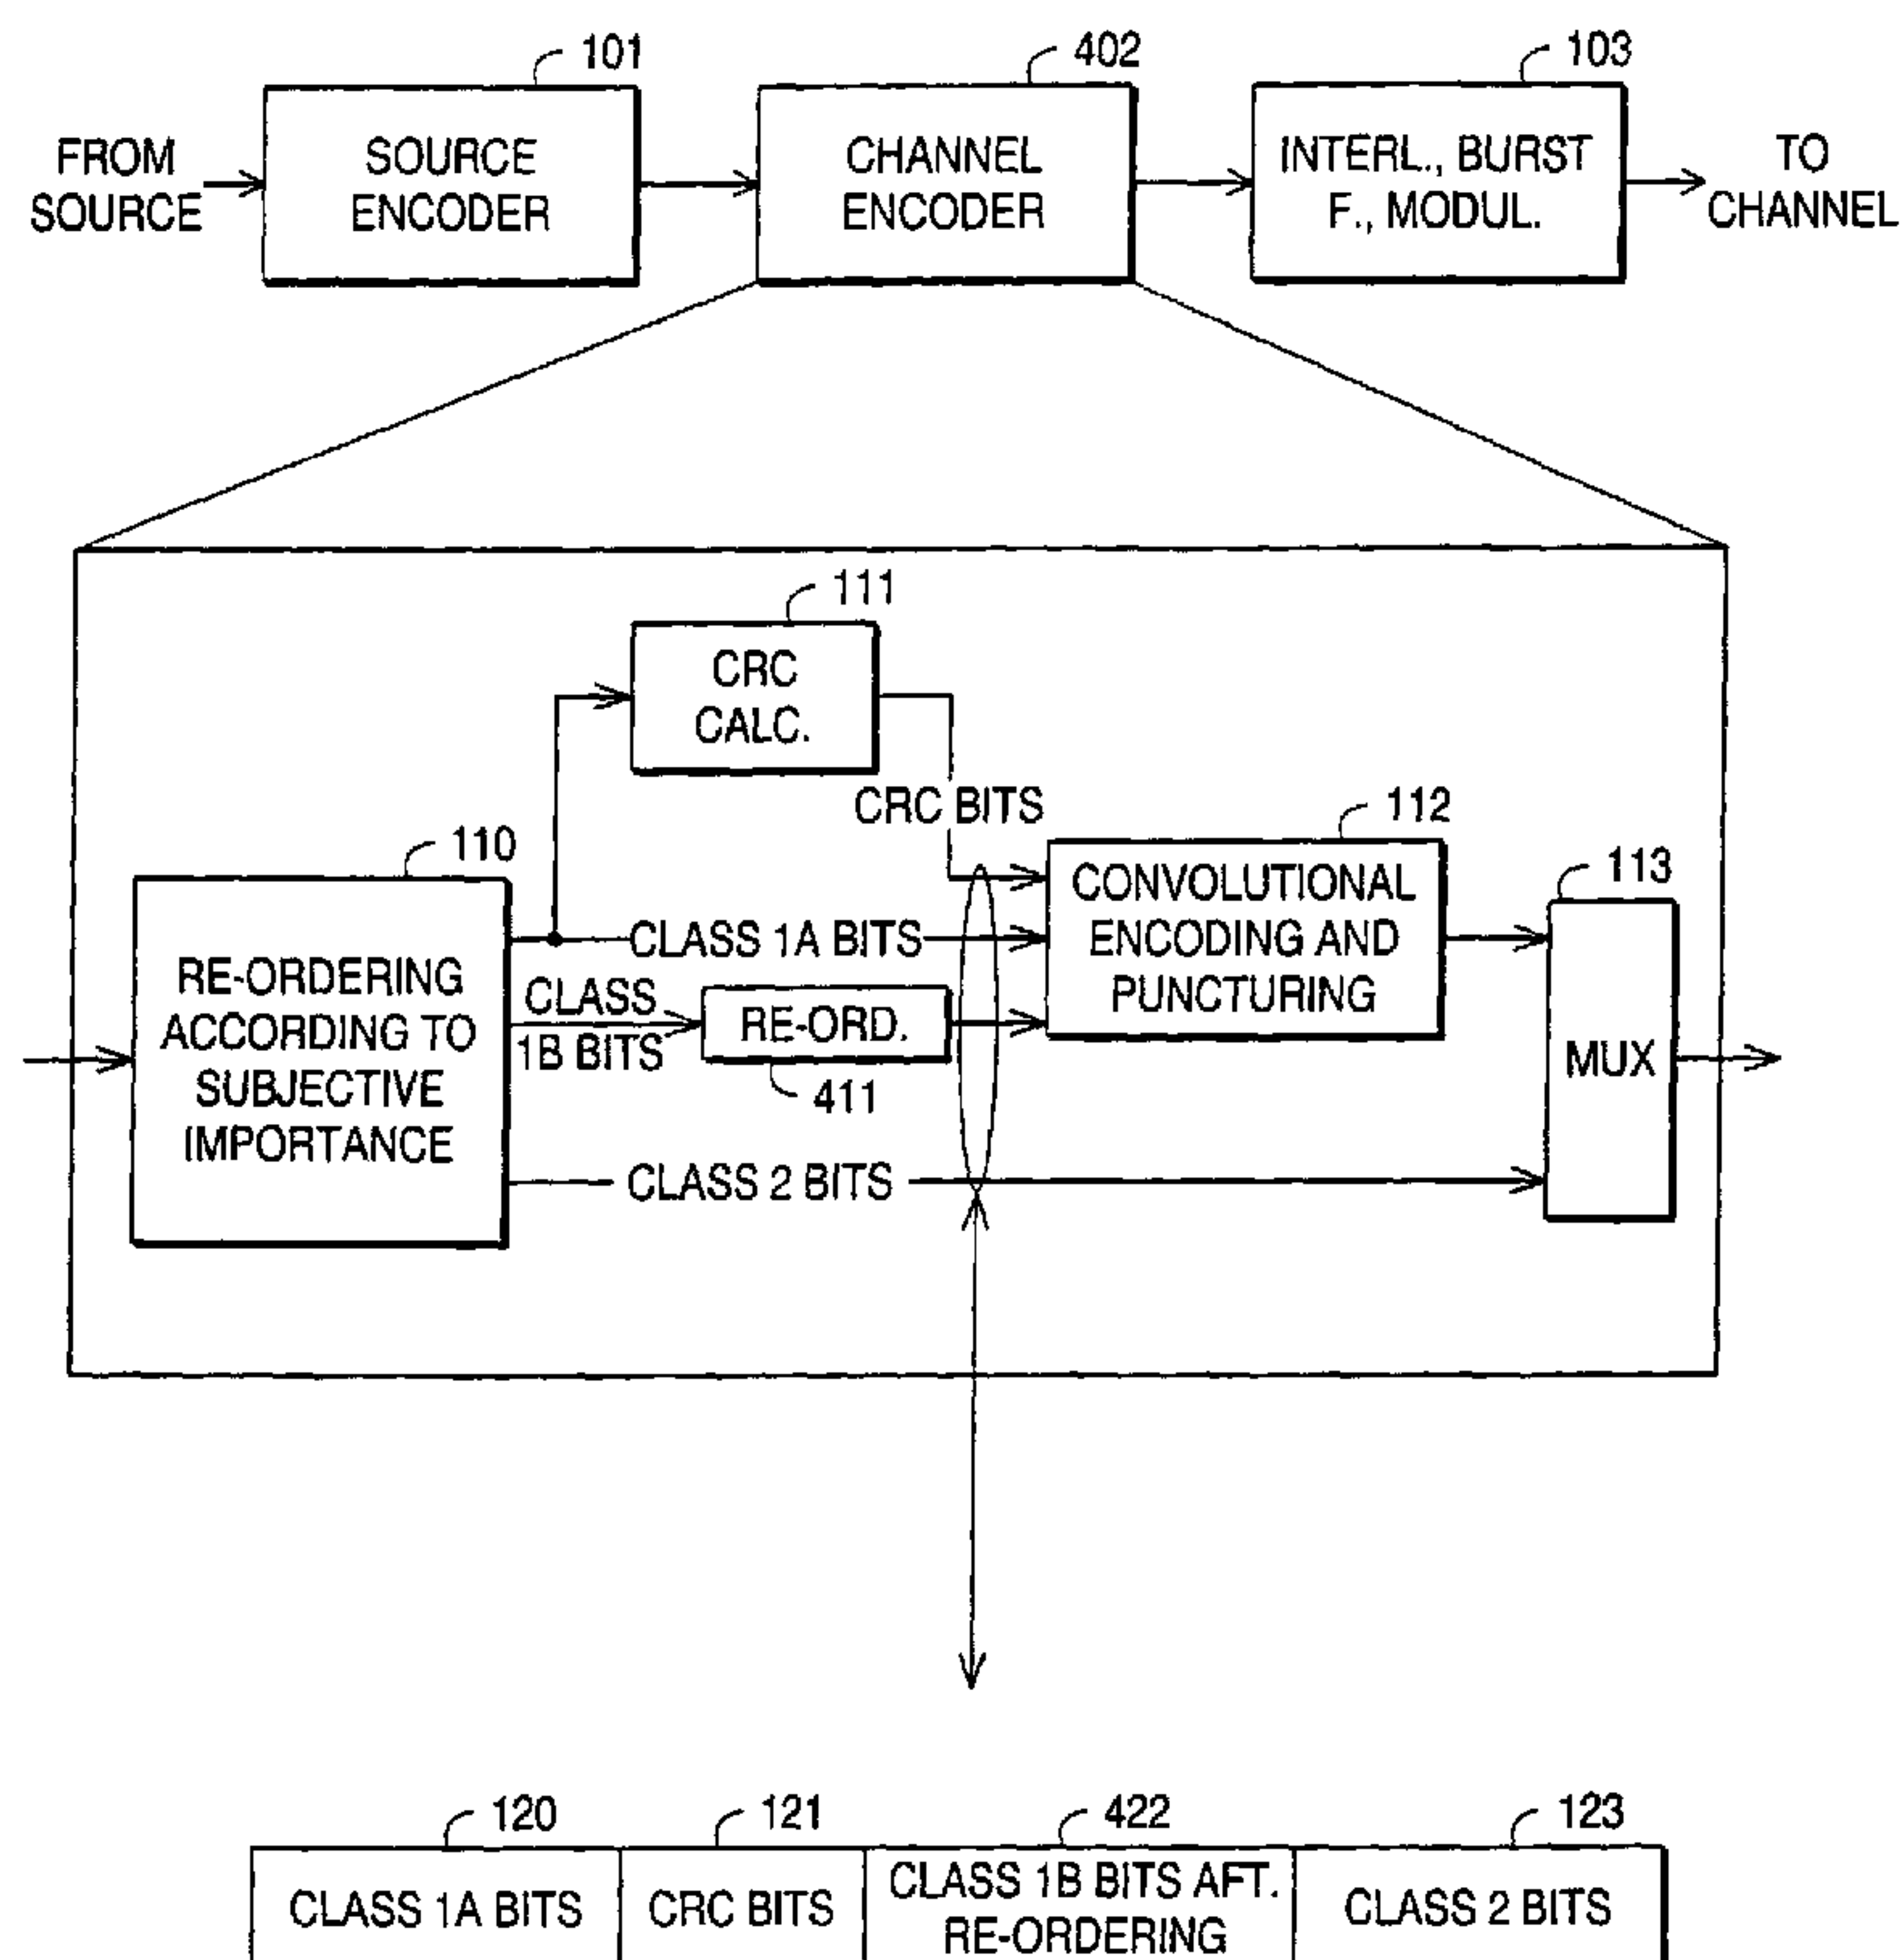 101
402
103
FROM
SOURCE
SOURCE
ENCODER
CHANNEL
ENCODER
INTERL., BURST
F., MODUL.
TO
CHANNEL
111
CRC
CALC.
CRC BITS
112
110
CONVOLUTIONAL
ENCODING AND
PUNCTURING
113
CLASS 1A BITS
RE-ORDERING
ACCORDING TO
SUBJECTIVE
IMPORTANCE
CLASS
1B BITS
RE-ORD.
411
MUX
CLASS 2 BITS
120
121
422
123
CLASS 1A BITS
CRC BITS
CLASS 1B BITS AFT.
RE-ORDERING
CLASS 2 BITS